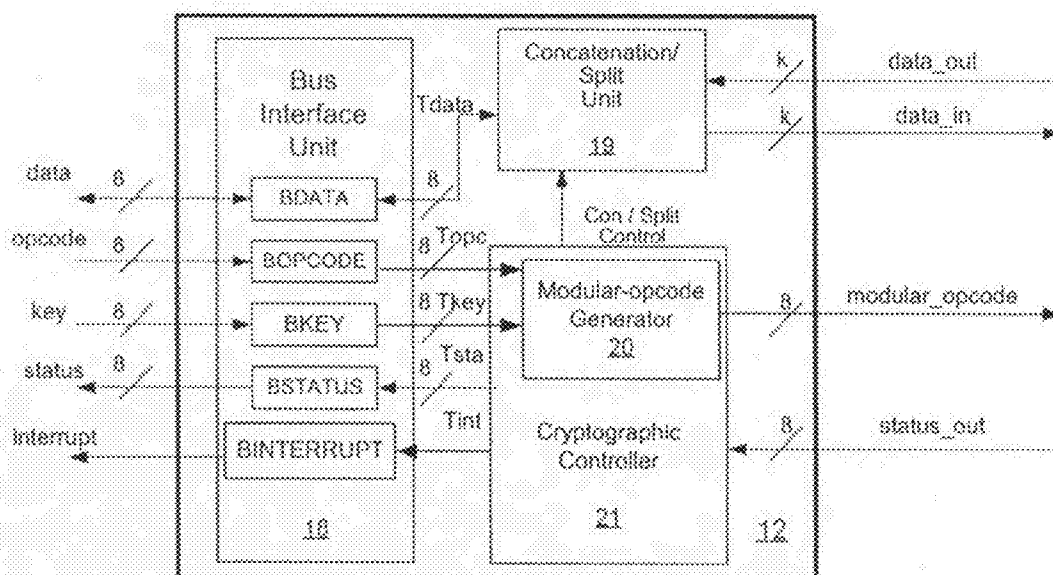 Bus
Interface
Unit
BDATA
BOPCODE
BKEY
BSTATUS
BINTERRUPT
18
data
8
opcode
8
key
8
status
8
Interrupt
Tdata
8
Topc
8
Tkey
8
Tsta
8
Tint
Concatenation/
Split
Unit
19
Con / Split
Control
Modular-opcode
Generator
20
Cryptographic
Controller
21
12
k
data_out
k
data_in
8
modular_opcode
8
status_out